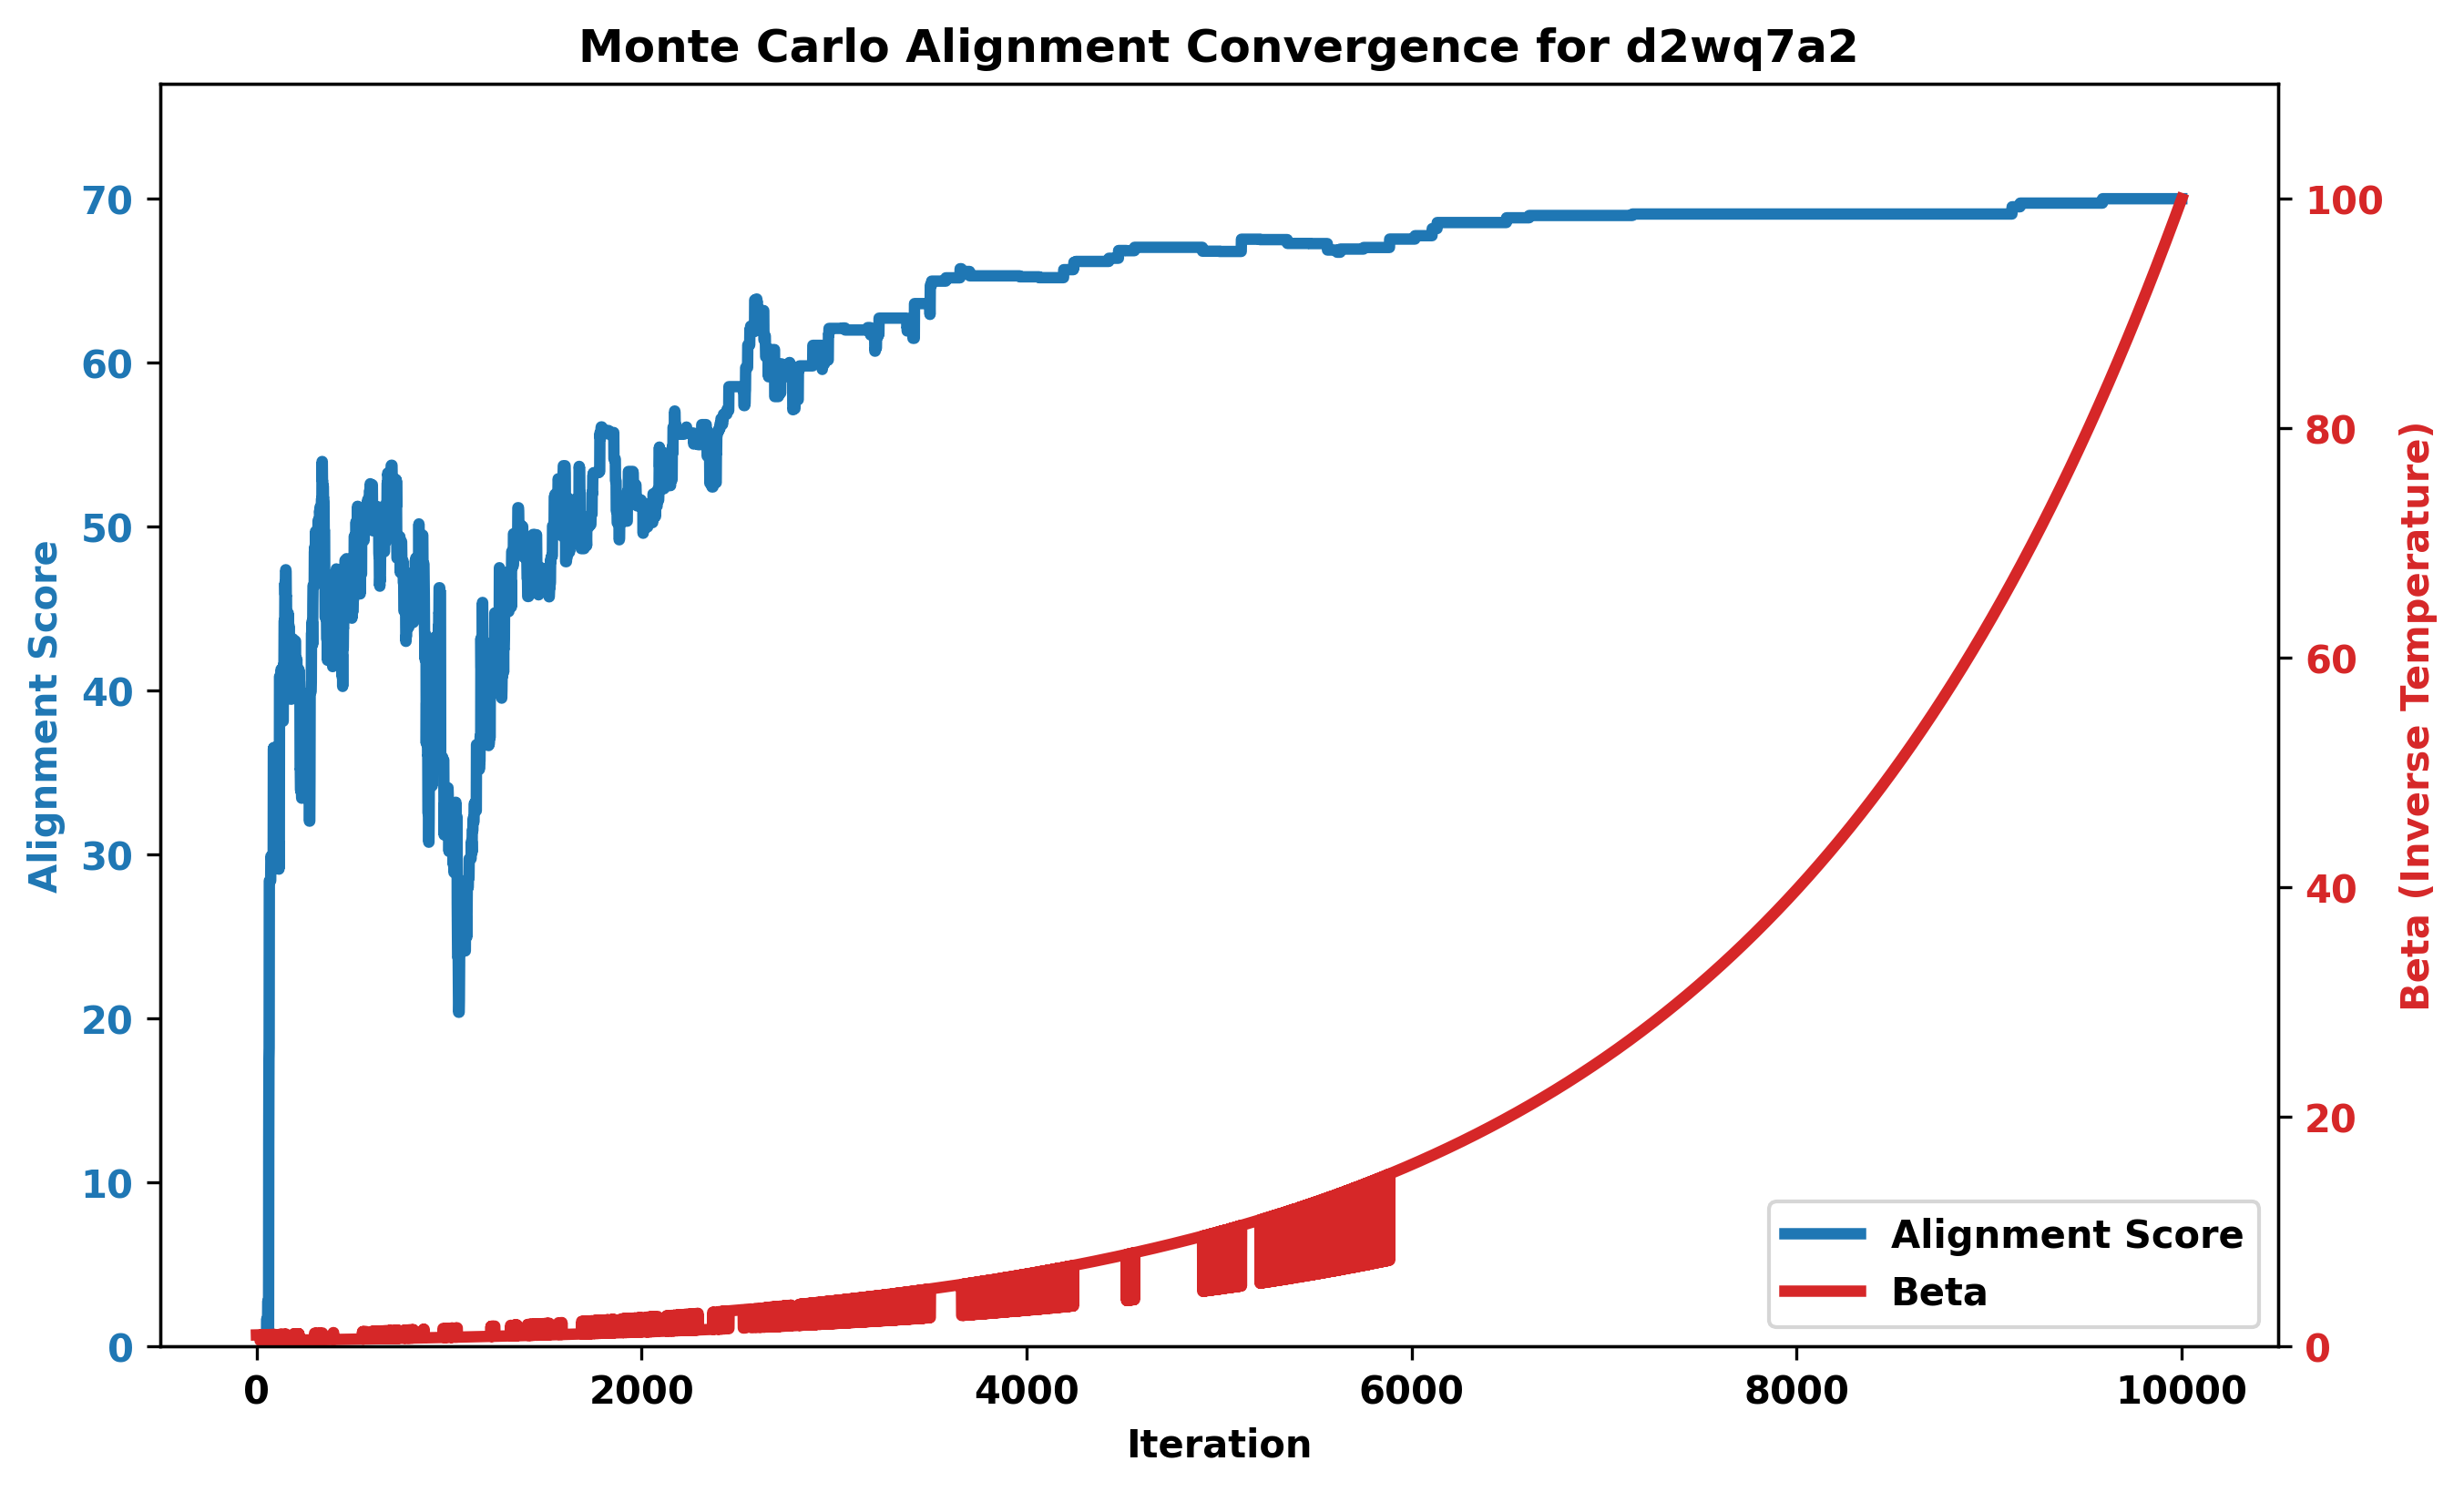 Monte Carlo Alignment Convergence for d2wq7a2
Alignment Score
70
60
50
40
30
20
10
0
100
80
60
40
20
0
Beta (Inverse Temperature)
Alignment Score
Beta
0 2000 4000 6000 8000 10000
Iteration